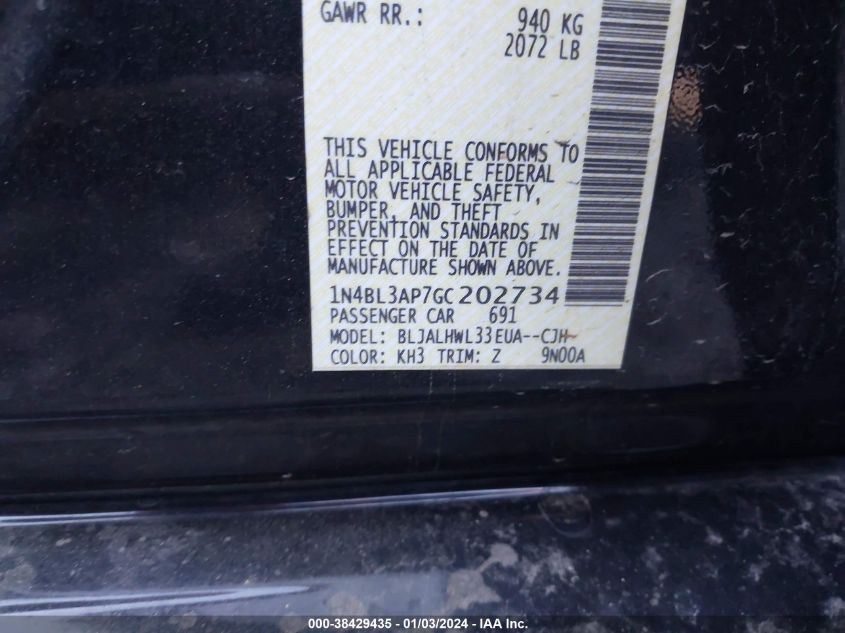 GAWR RR.: 940 KG
2072 LB
THIS VEHICLE CONFORMS TO
ALL APPLICABLE FEDERAL
MOTOR VEHICLE SAFETY,
BUMPER, AND THEFT
PREVENTION STANDARDS IN
EFFECT ON THE DATE OF
MANUFACTURE SHOWN ABOVE.
1N4BL3AP7GC202734
PASSENGER CAR 691
MODEL: BLJALHWL33EUA--CJH-
COLOR: KH3 TRIM: Z 9N00A
000-38429435 - 01/03/2024 - IAA Inc.